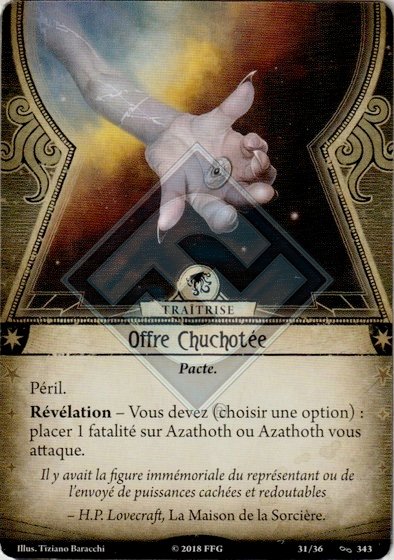 TRAÎTRISE
Offre Chuchotée
Pacte.
Péril.
Révélation – Vous devez (choisir une option) :
placer 1 fatalité sur Azathoth ou Azathoth vous
attaque.
Il y avait la figure immémoriale du représentant ou de
l'envoyé de puissances cachées et redoutables
– H.P. Lovecraft, La Maison de la Sorcière.
Illus. Tiziano Baracchi © 2018 FFG 31/36 343